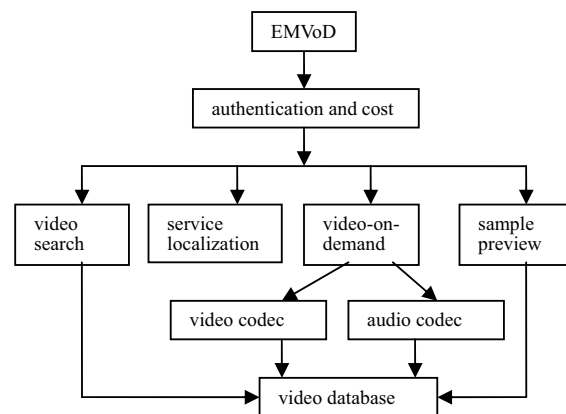 EMVoD
authentication and cost
video
search
service
localization
video-on-
demand
sample
preview
video codec
audio codec
video database